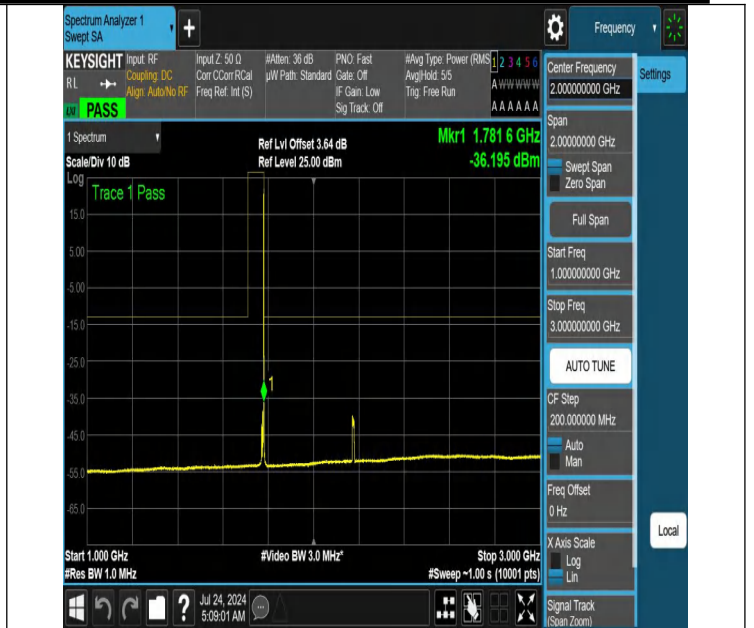 Spectrum Analyzer 1
Swept SA
Frequency
KEYSIGHT
RL
PASS
Input: RF
Coupling: DC
Align: Auto/No RF
Input Z: 50 Ω
Corr CCorr RCal
Freq Ref: Int (S)
#Atten: 36 dB
µW Path: Standard
PNO: Fast
Gate: Off
IF Gain: Low
Sig Track: Off
#Avg Type: Power (RMS
Avg|Hold: 5/5
Trig: Free Run
1 2 3 4 5 6
A W W W W W
A A A A A A
1 Spectrum
Scale/Div 10 dB
Ref Lvl Offset 3.64 dB
Ref Level 25.00 dBm
Mkr1 1.781 6 GHz
-36.195 dBm
Log
Trace 1 Pass
15.0
5.00
-5.00
-15.0
-25.0
-35.0
-45.0
-55.0
-65.0
1
Start 1.000 GHz
#Video BW 3.0 MHz*
Stop 3.000 GHz
#Res BW 1.0 MHz
#Sweep ~1.00 s (10001 pts)
Jul 24, 2024
5:09:01 AM
Center Frequency
2.000000000 GHz
Settings
Span
2.00000000 GHz
Swept Span
Zero Span
Full Span
Start Freq
1.000000000 GHz
Stop Freq
3.000000000 GHz
AUTO TUNE
CF Step
200.000000 MHz
Auto
Man
Freq Offset
0 Hz
X Axis Scale
Log
Lin
Signal Track
(Span Zoom)
Local